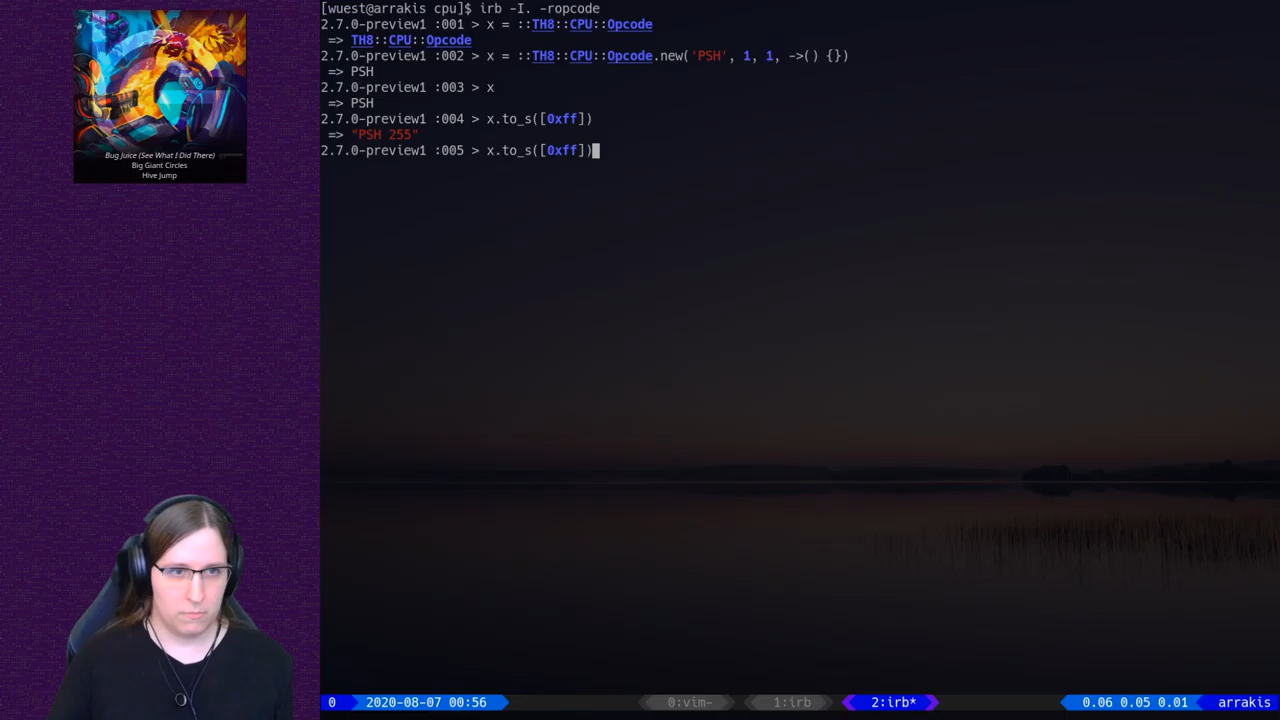 Bug Juice (See What I Did There)
Big Giant Circles
Hive Jump
[wuest@arrakis cpu]$ irb -I. -ropcode
2.7.0-preview1 :001 > x = ::TH8::CPU::Opcode
=> TH8::CPU::Opcode
2.7.0-preview1 :002 > x = ::TH8::CPU::Opcode.new('PSH', 1, 1, ->() {})
=> PSH
2.7.0-preview1 :003 > x
=> PSH
2.7.0-preview1 :004 > x.to_s([0xff])
=> "PSH 255"
2.7.0-preview1 :005 > x.to_s([0xff])
0 2020-08-07 00:56 0:vim- 1:irb 2:irb* 0.06 0.05 0.01 arrakis